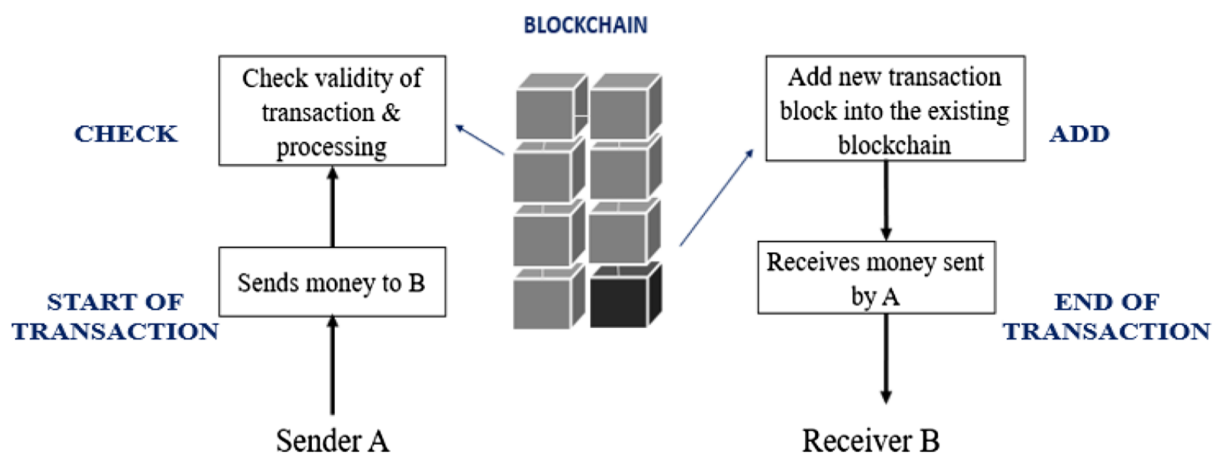 BLOCKCHAIN
Check validity of
transaction &
processing
CHECK
Sends money to B
START OF
TRANSACTION
Sender A
Add new transaction
block into the existing
blockchain
ADD
Receives money sent
by A
END OF
TRANSACTION
Receiver B